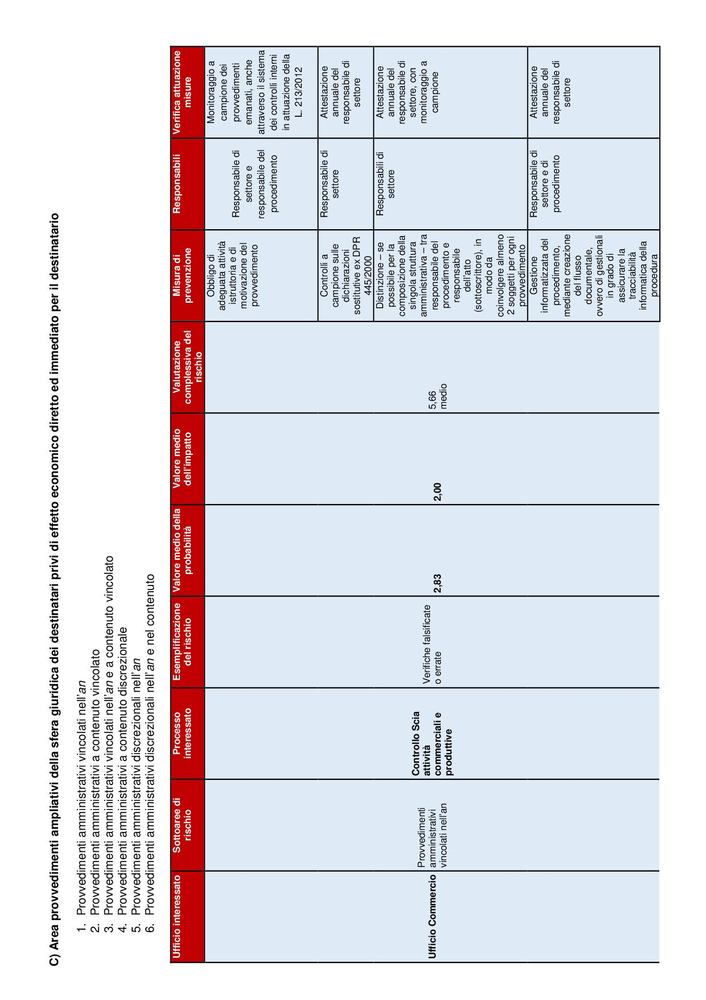 C) Area provvedimenti ampliativi della sfera giuridica dei destinatari privi di effetto economico diretto ed immediato per il destinatario
1. Provvedimenti amministrativi vincolati nell'an
2. Provvedimenti amministrativi a contenuto vincolato
3. Provvedimenti amministrativi vincolati nell'an e a contenuto vincolato
4. Provvedimenti amministrativi a contenuto discrezionale
5. Provvedimenti amministrativi discrezionali nell'an
6. Provvedimenti amministrativi discrezionali nell'an e nel contenuto
Ufficio interessato
Sottoaree di
rischio
Processo
interessato
Esemplificazione
del rischio
Valore medio della
probabilità
Valore medio
dell'impatto
Valutazione
complessiva del
rischio
Misura di
prevenzione
Responsabili
Verifica attuazione
misure
Ufficio Commercio
Provvedimenti
amministrativi
vincolati nell'an
Controllo Scia
attività
commerciali e
produttive
Verifiche falsificate
o errate
2,83
2,00
5,66
medio
Obbligo di
adeguata attività
istruttoria e di
motivazione del
provvedimento
Responsabile di
settore e
responsabile del
procedimento
Monitoraggio a
campione dei
provvedimenti
emanati, anche
attraverso il sistema
dei controlli interni
in attuazione della
L. 213/2012
Controlli a
campione sulle
dichiarazioni
sostitutive ex DPR
445/2000
Responsabile di
settore
Attestazione
annuale del
responsabile di
settore
Distinzione – se
possibile per la
composizione della
singola struttura
amministrativa – tra
responsabile del
procedimento e
responsabile
dell'atto
(sottoscrittore), in
modo da
coinvolgere almeno
2 soggetti per ogni
provvedimento
Responsabili di
settore
Attestazione
annuale del
responsabile di
settore, con
monitoraggio a
campione
Gestione
informatizzata del
procedimento,
mediante creazione
del flusso
documentale,
ovvero di gestionali
in grado di
assicurare la
tracciabilità
informatica della
procedura
Responsabile di
settore e di
procedimento
Attestazione
annuale del
responsabile di
settore